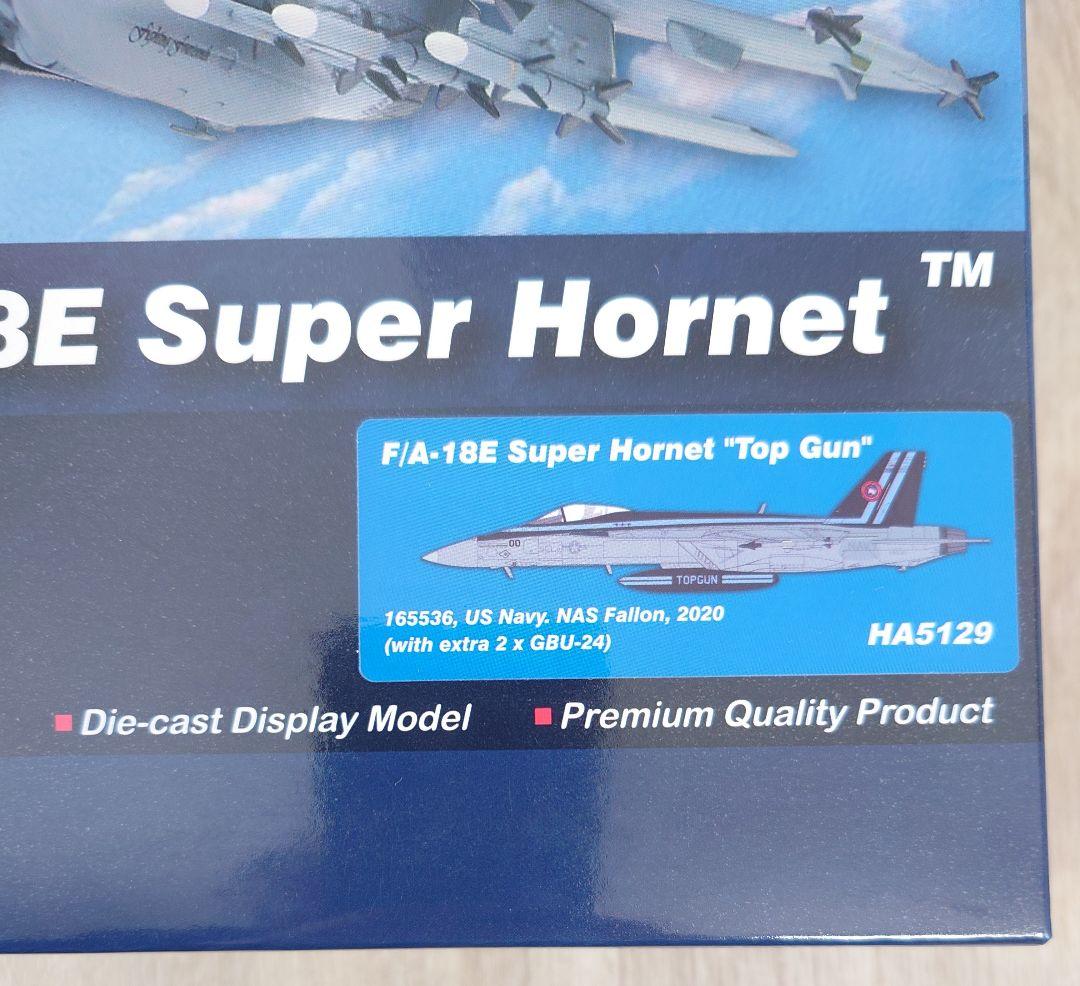 8E Super Hornet ™
F/A-18E Super Hornet "Top Gun"
00
TOPGUN
165536, US Navy. NAS Fallon, 2020
(with extra 2 x GBU-24)
HA5129
Die-cast Display Model
Premium Quality Product